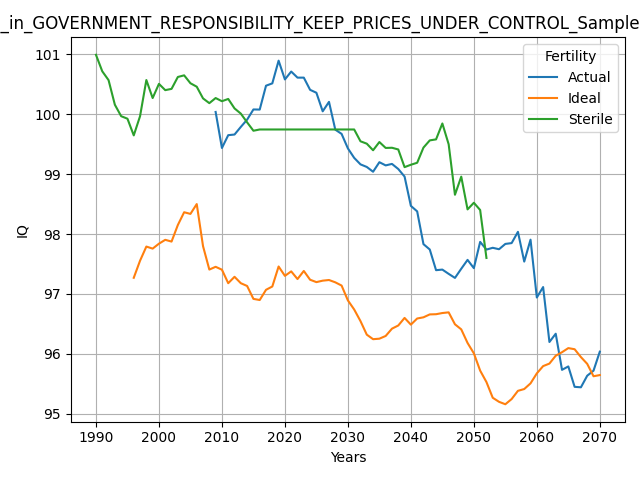 _in_GOVERNMENT_RESPONSIBILITY_KEEP_PRICES_UNDER_CONTROL_Sample
Fertility
Actual
Ideal
Sterile
101
100
99
98
97
96
95
IQ
1990 2000 2010 2020 2030 2040 2050 2060 2070
Years